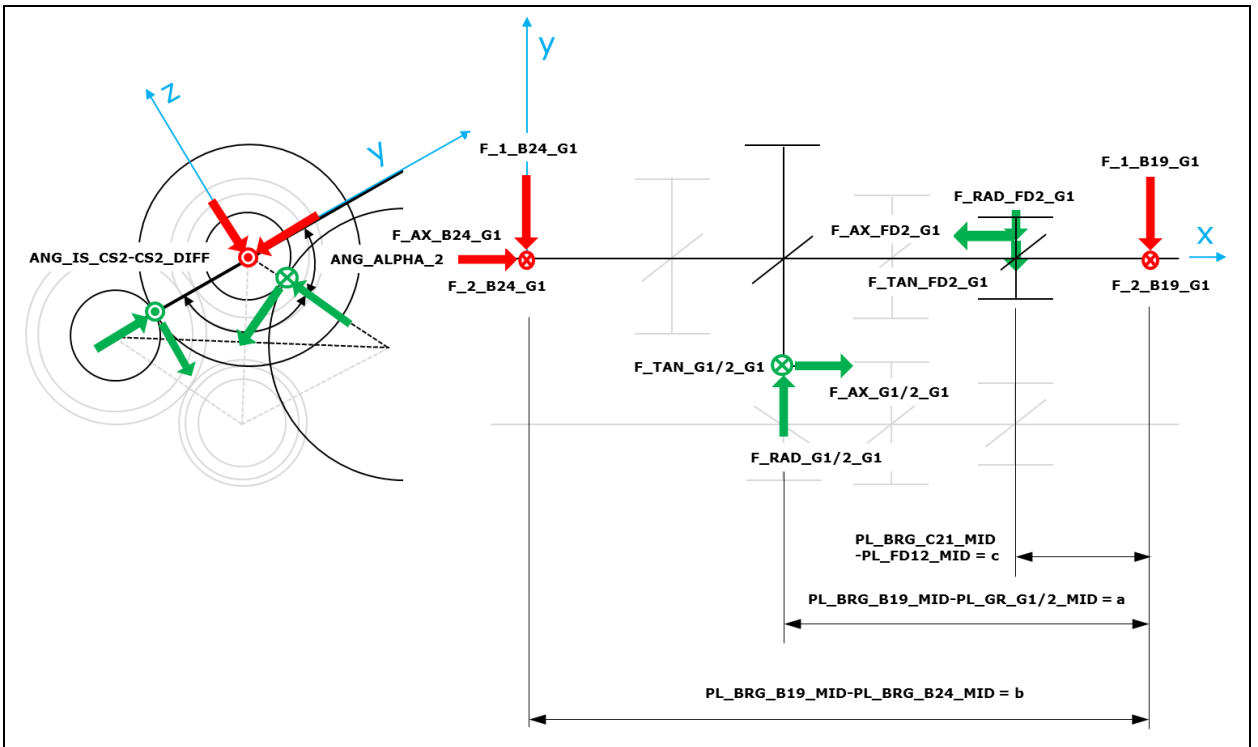 z
y
ANG_IS_CS2-CS2_DIFF
ANG_ALPHA_2
y
F_1_B24_G1
F_AX_B24_G1
F_2_B24_G1
F_1_B19_G1
F_RAD_FD2_G1
F_AX_FD2_G1
x
F_TAN_FD2_G1
F_2_B19_G1
F_TAN_G1/2_G1
F_AX_G1/2_G1
F_RAD_G1/2_G1
PL_BRG_C21_MID
-PL_FD12_MID = c
PL_BRG_B19_MID-PL_GR_G1/2_MID = a
PL_BRG_B19_MID-PL_BRG_B24_MID = b